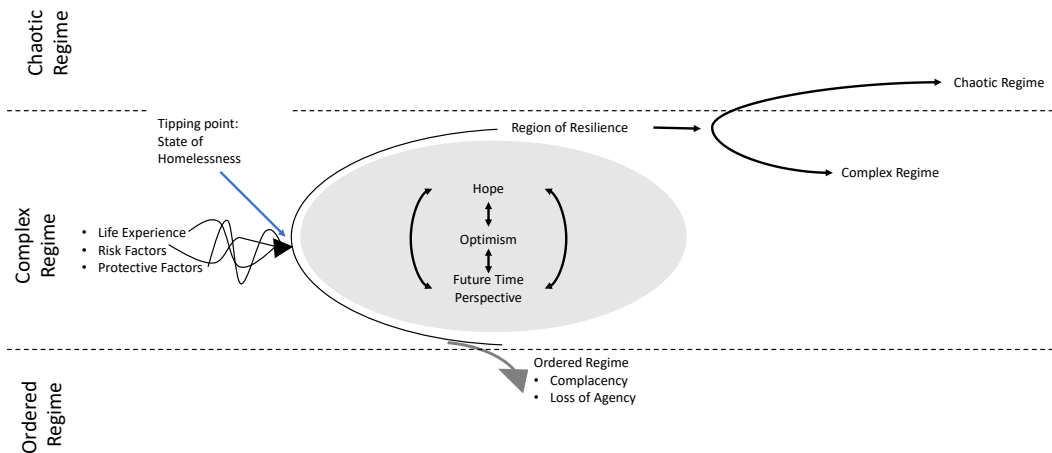 Chaotic
Regime
Chaotic Regime
Tipping point:
State of
Homelessness
Region of Resilience
Complex Regime
Complex
Regime
• Life Experience
• Risk Factors
• Protective Factors
Hope
Optimism
Future Time
Perspective
Ordered
Regime
Ordered Regime
• Complacency
• Loss of Agency